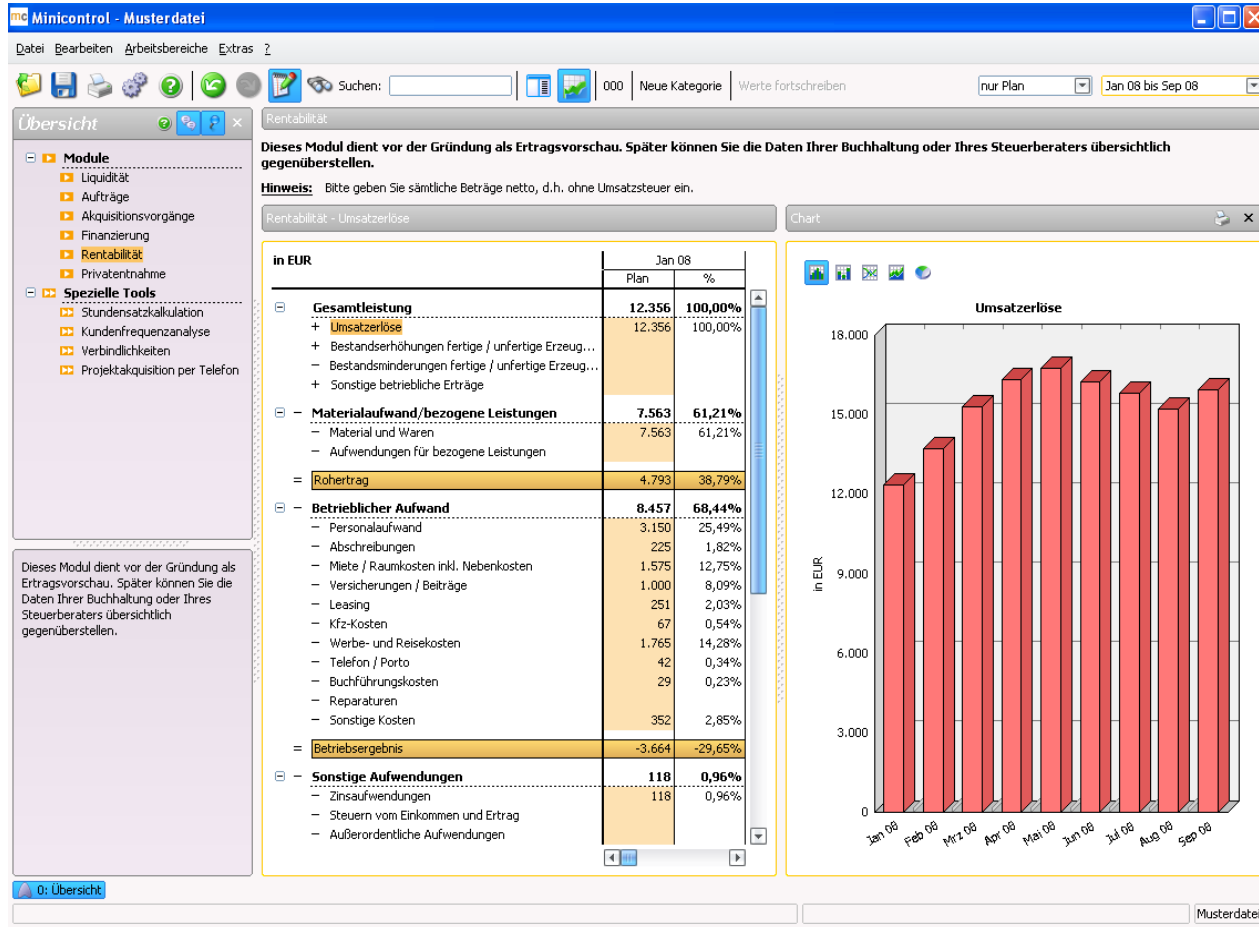 mc Minicontrol - Musterdatei
Datei Bearbeiten Arbeitsbereiche Extras ?
Suchen: 000 Neue Kategorie Werte fortschreiben nur Plan Jan 08 bis Sep 08
Übersicht
Module
Liquidität
Aufträge
Akquisitionsvorgänge
Finanzierung
Rentabilität
Privatentnahme
Spezielle Tools
Stundensatzkalkulation
Kundenfrequenzanalyse
Verbindlichkeiten
Projektakquisition per Telefon
Dieses Modul dient vor der Gründung als
Ertragsvorschau. Später können Sie die
Daten Ihrer Buchhaltung oder Ihres
Steuerberaters übersichtlich
gegenüberstellen.
Rentabilität
Dieses Modul dient vor der Gründung als Ertragsvorschau. Später können Sie die Daten Ihrer Buchhaltung oder Ihres Steuerberaters übersichtlich
gegenüberstellen.
Hinweis: Bitte geben Sie sämtliche Beträge netto, d.h. ohne Umsatzsteuer ein.
Rentabilität - Umsatzerlöse
in EUR Jan 08
Plan %
Gesamtleistung 12.356 100,00%
+ Umsatzerlöse 12.356 100,00%
+ Bestandserhöhungen fertige / unfertige Erzeug...
− Bestandsminderungen fertige / unfertige Erzeug...
+ Sonstige betriebliche Erträge
− Materialaufwand/bezogene Leistungen 7.563 61,21%
− Material und Waren 7.563 61,21%
− Aufwendungen für bezogene Leistungen
= Rohertrag 4.793 38,79%
− Betrieblicher Aufwand 8.457 68,44%
− Personalaufwand 3.150 25,49%
− Abschreibungen 225 1,82%
− Miete / Raumkosten inkl. Nebenkosten 1.575 12,75%
− Versicherungen / Beiträge 1.000 8,09%
− Leasing 251 2,03%
− Kfz-Kosten 67 0,54%
− Werbe- und Reisekosten 1.765 14,28%
− Telefon / Porto 42 0,34%
− Buchführungskosten 29 0,23%
− Reparaturen
− Sonstige Kosten 352 2,85%
= Betriebsergebnis -3.664 -29,65%
− Sonstige Aufwendungen 118 0,96%
− Zinsaufwendungen 118 0,96%
− Steuern vom Einkommen und Ertrag
− Außerordentliche Aufwendungen
Chart
Umsatzerlöse
in EUR
18.000
15.000
12.000
9.000
6.000
3.000
0
Jan 08 Feb 08 Mrz 08 Apr 08 Mai 08 Jun 08 Jul 08 Aug 08 Sep 08
0: Übersicht
Musterdatei